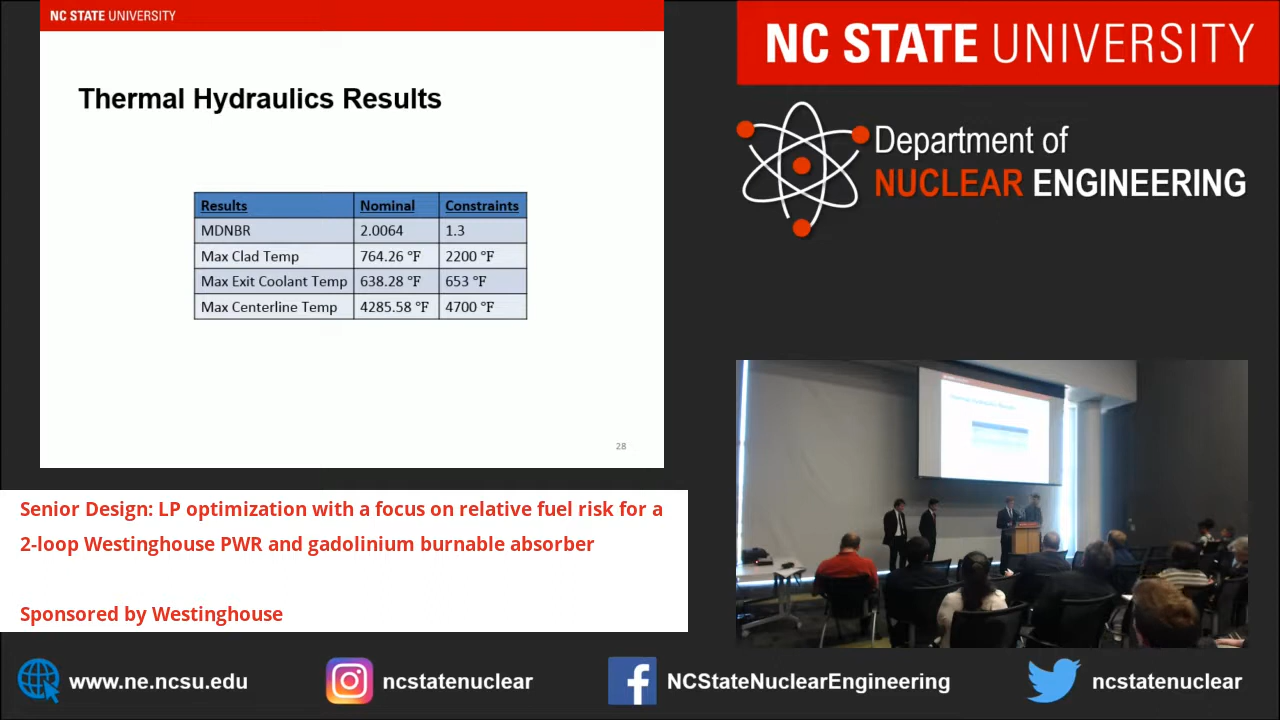 NC STATE UNIVERSITY
Thermal Hydraulics Results
Results Nominal Constraints
MDNBR 2.0064 1.3
Max Clad Temp 764.26 °F 2200 °F
Max Exit Coolant Temp 638.28 °F 653 °F
Max Centerline Temp 4285.58 °F 4700 °F
28
NC STATE UNIVERSITY
Department of
NUCLEAR ENGINEERING
Thermal Hydraulics Results
Senior Design: LP optimization with a focus on relative fuel risk for a
2-loop Westinghouse PWR and gadolinium burnable absorber
Sponsored by Westinghouse
www.ne.ncsu.edu
ncstatenuclear
NCStateNuclearEngineering
ncstatenuclear